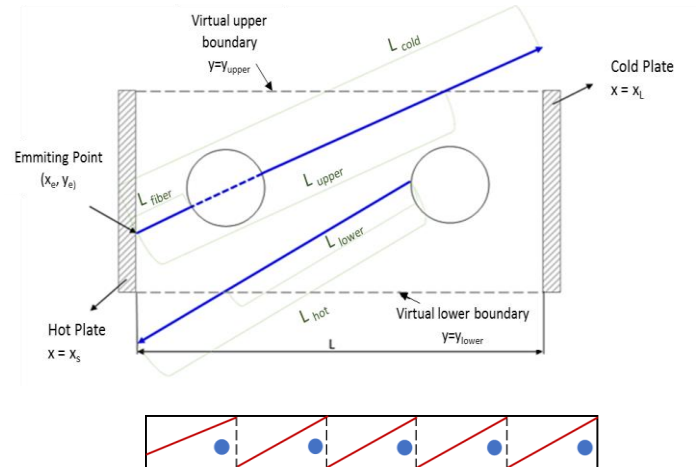 Virtual upper
boundary
y=yupper
L cold
Cold Plate
x = xL
Emmiting Point
(xe, ye)
L fiber
L upper
L lower
L hot
Virtual lower boundary
y=ylower
Hot Plate
x = xs
L